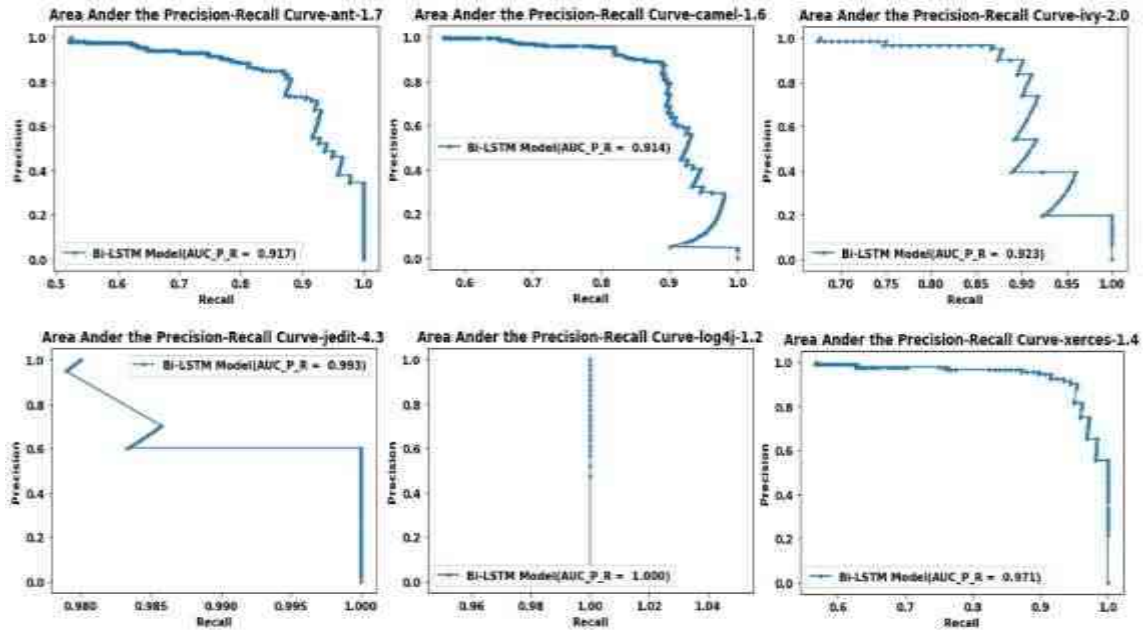 Area Ander the Precision-Recall Curve-ant-1.7
1.0
0.8
0.6
0.4
0.2
0.0
Precision
Bi-LSTM Model(AUC_P_R = 0.917)
0.5 0.6 0.7 0.8 0.9 1.0
Recall
Area Ander the Precision-Recall Curve-camel-1.6
1.0
0.8
0.6
0.4
0.2
0.0
Precision
Bi-LSTM Model(AUC_P_R = 0.914)
0.6 0.7 0.8 0.9 1.0
Recall
Area Ander the Precision-Recall Curve-ivy-2.0
1.0
0.8
0.6
0.4
0.2
0.0
Precision
Bi-LSTM Model(AUC_P_R = 0.923)
0.70 0.75 0.80 0.85 0.90 0.95 1.00
Recall
Area Ander the Precision-Recall Curve-jedit-4.3
1.0
0.8
0.6
0.4
0.2
0.0
Precision
Bi-LSTM Model(AUC_P_R = 0.993)
0.980 0.985 0.990 0.995 1.000
Recall
Area Ander the Precision-Recall Curve-log4j-1.2
1.0
0.8
0.6
0.4
0.2
0.0
Precision
Bi-LSTM Model(AUC_P_R = 1.000)
0.96 0.98 1.00 1.02 1.04
Recall
Area Ander the Precision-Recall Curve-xerces-1.4
1.0
0.8
0.6
0.4
0.2
0.0
Precision
Bi-LSTM Model(AUC_P_R = 0.971)
0.6 0.7 0.8 0.9 1.0
Recall